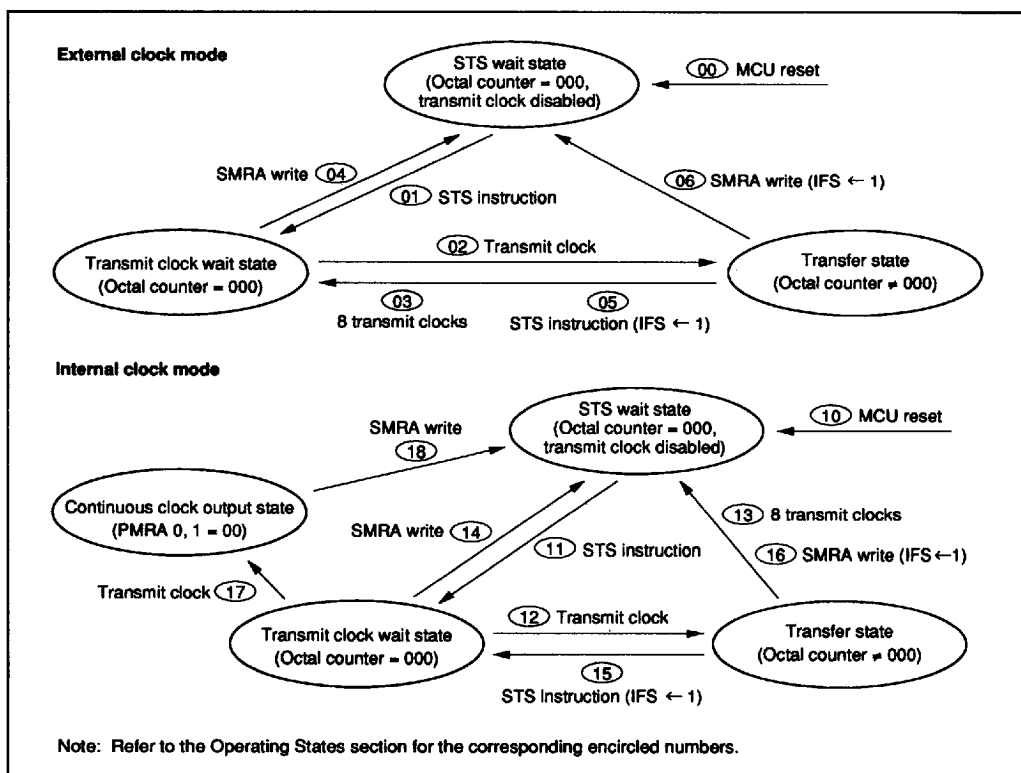 External clock mode
STS wait state
(Octal counter = 000,
transmit clock disabled)
00 MCU reset
SMRA write 04
01 STS instruction
06 SMRA write (IFS ← 1)
Transmit clock wait state
(Octal counter = 000)
02 Transmit clock
Transfer state
(Octal counter ≠ 000)
03
8 transmit clocks
05
STS instruction (IFS ← 1)
Internal clock mode
STS wait state
(Octal counter = 000,
transmit clock disabled)
10 MCU reset
SMRA write
18
Continuous clock output state
(PMRA 0, 1 = 00)
SMRA write 14
11 STS instruction
13 8 transmit clocks
16 SMRA write (IFS ←1)
Transmit clock 17
Transmit clock wait state
(Octal counter = 000)
12 Transmit clock
Transfer state
(Octal counter ≠ 000)
15
STS Instruction (IFS ← 1)
Note: Refer to the Operating States section for the corresponding encircled numbers.